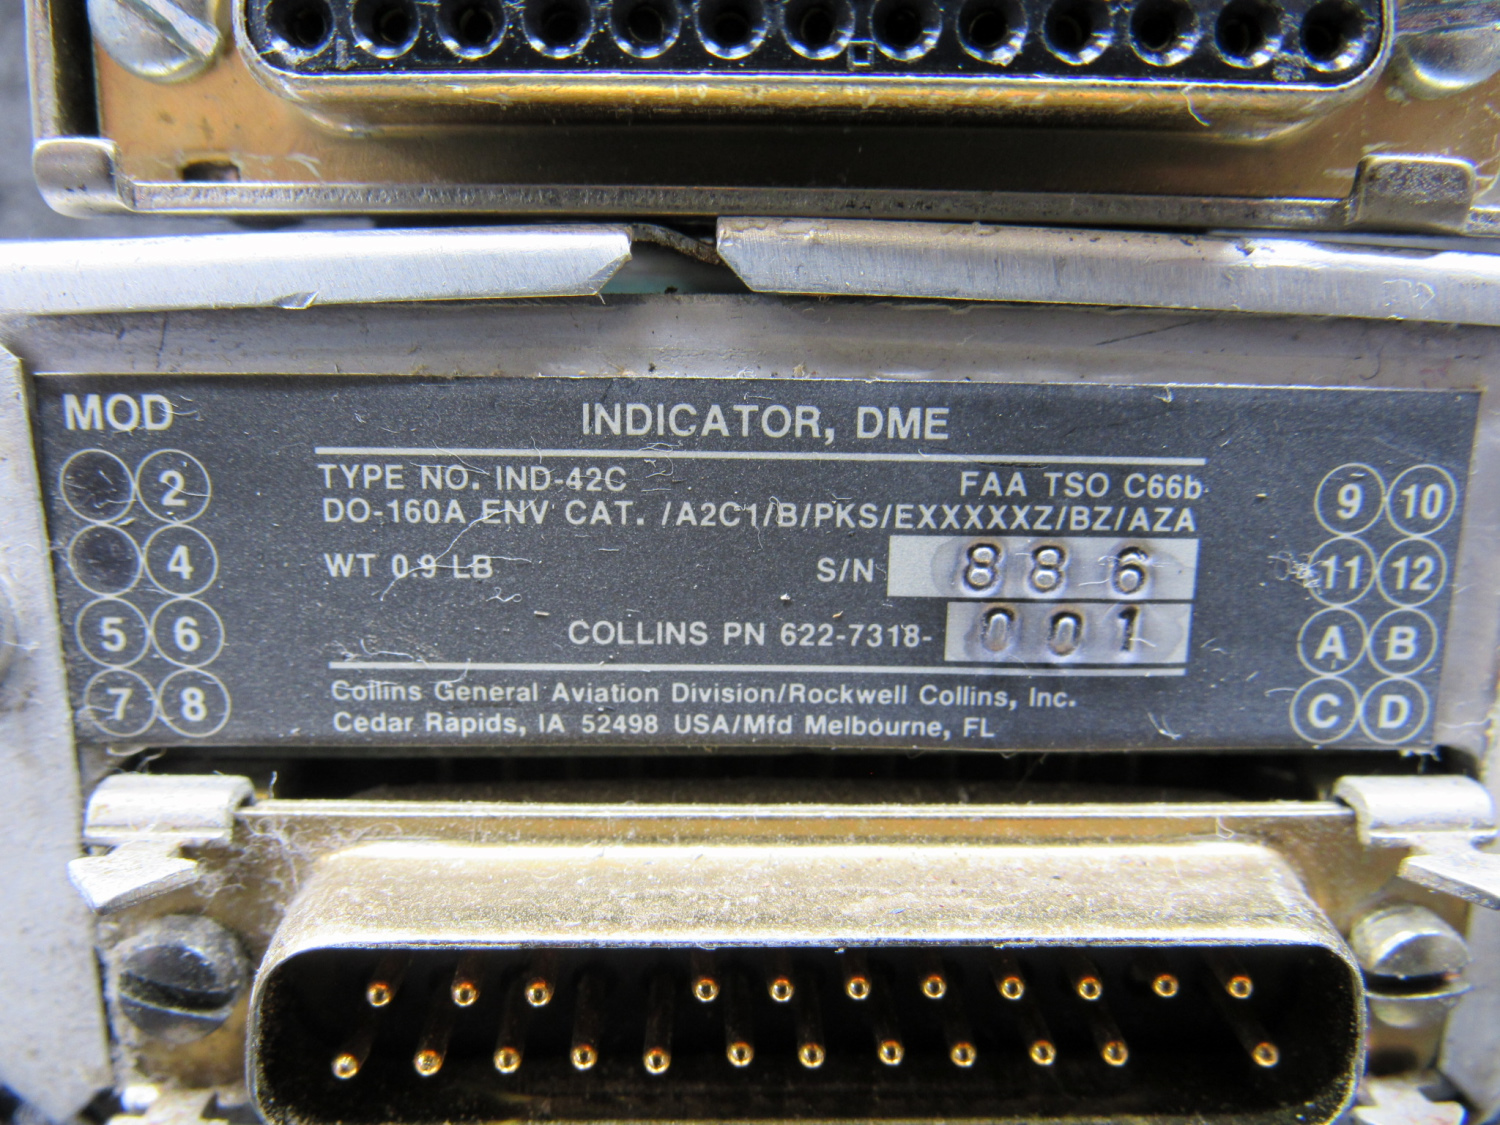 MOD
INDICATOR, DME
2
TYPE NO. IND-42C FAA TSO C66b
9 10
DO-160A ENV CAT. /A2C1/B/PKS/EXXXXXZ/BZ/AZA
4
WT 0.9 LB S/N 886
11 12
5 6
COLLINS PN 622-7318-001
A B
7 8
Collins General Aviation Division/Rockwell Collins, Inc.
Cedar Rapids, IA 52498 USA/Mfd Melbourne, FL
C D